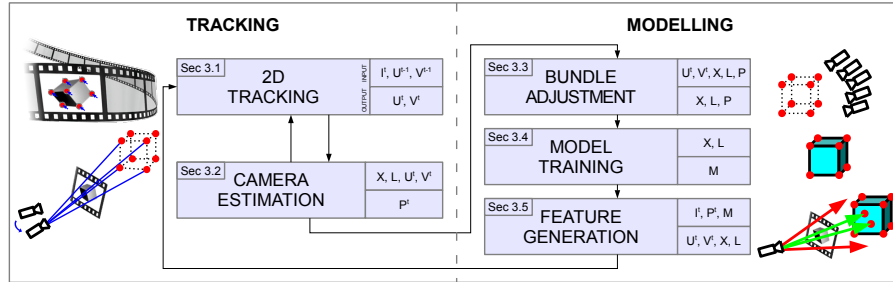 TRACKING
MODELLING
Sec 3.1
2D
TRACKING
INPUT
Iᵗ, Uᵗ⁻¹, Vᵗ⁻¹
OUTPUT
Uᵗ, Vᵗ
Sec 3.2
CAMERA
ESTIMATION
X, L, Uᵗ, Vᵗ
Pᵗ
Sec 3.3
BUNDLE
ADJUSTMENT
Uᵗ, Vᵗ, X, L, P
X, L, P
Sec 3.4
MODEL
TRAINING
X, L
M
Sec 3.5
FEATURE
GENERATION
Iᵗ, Pᵗ, M
Uᵗ, Vᵗ, X, L